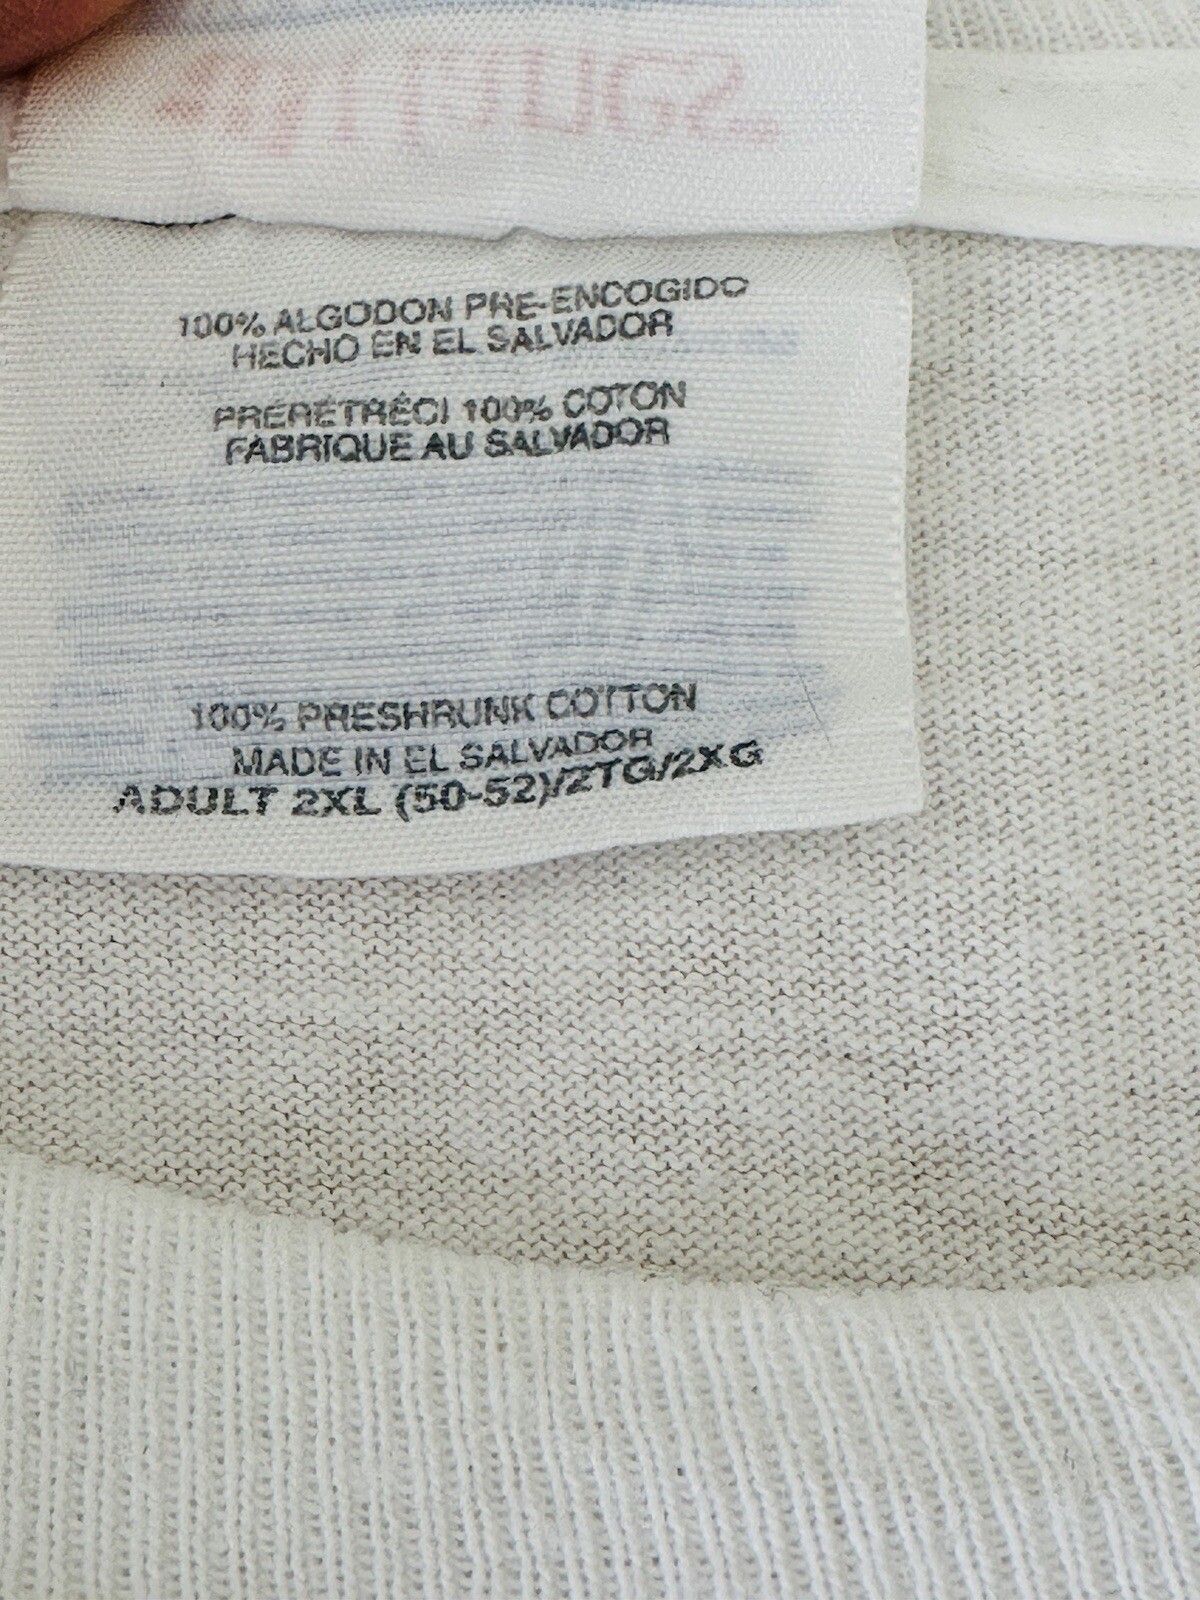 100% ALGODON PRE-ENCOGIDO
HECHO EN EL SALVADOR
PRÉRÉTRÉCI 100% COTON
FABRIQUE AU SALVADOR
100% PRESHRUNK COTTON
MADE IN EL SALVADOR
ADULT 2XL (50-52)/2TG/2XG